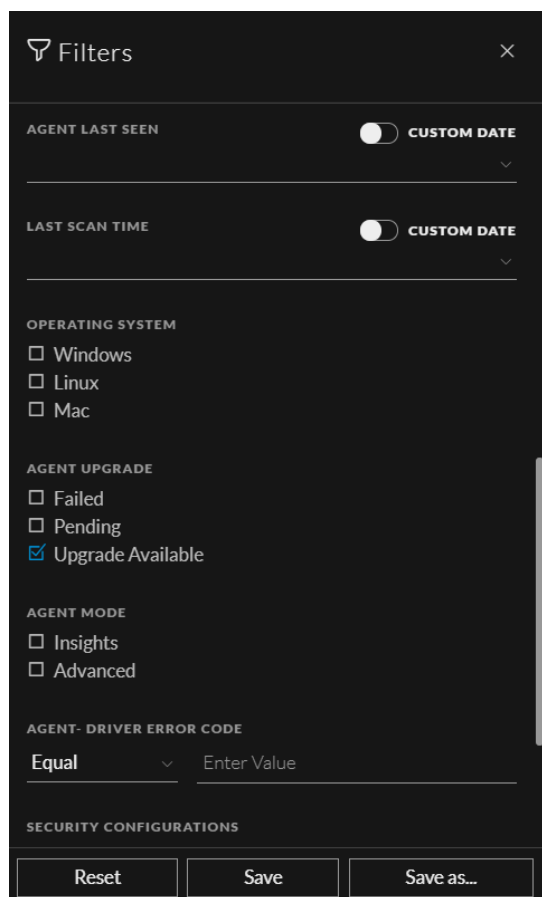 Filters
AGENT LAST SEEN
CUSTOM DATE
LAST SCAN TIME
CUSTOM DATE
OPERATING SYSTEM
Windows
Linux
Mac
AGENT UPGRADE
Failed
Pending
Upgrade Available
AGENT MODE
Insights
Advanced
AGENT- DRIVER ERROR CODE
Equal Enter Value
SECURITY CONFIGURATIONS
Reset Save Save as...